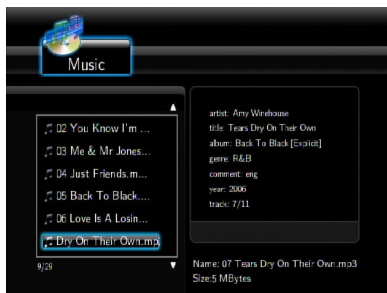 Music
02 You Know I'm ...
03 Me & Mr Jones...
04 Just Friends.m...
05 Back To Black....
06 Love Is A Losin...
Dry On Their Own.mp
9/29
artist: Amy Winehouse
title: Tears Dry On Their Own
album: Back To Black [Explicit]
genre: R&B
comment: eng
year: 2006
track: 7/11
Name: 07 Tears Dry On Their Own.mp3
Size:5 MBytes